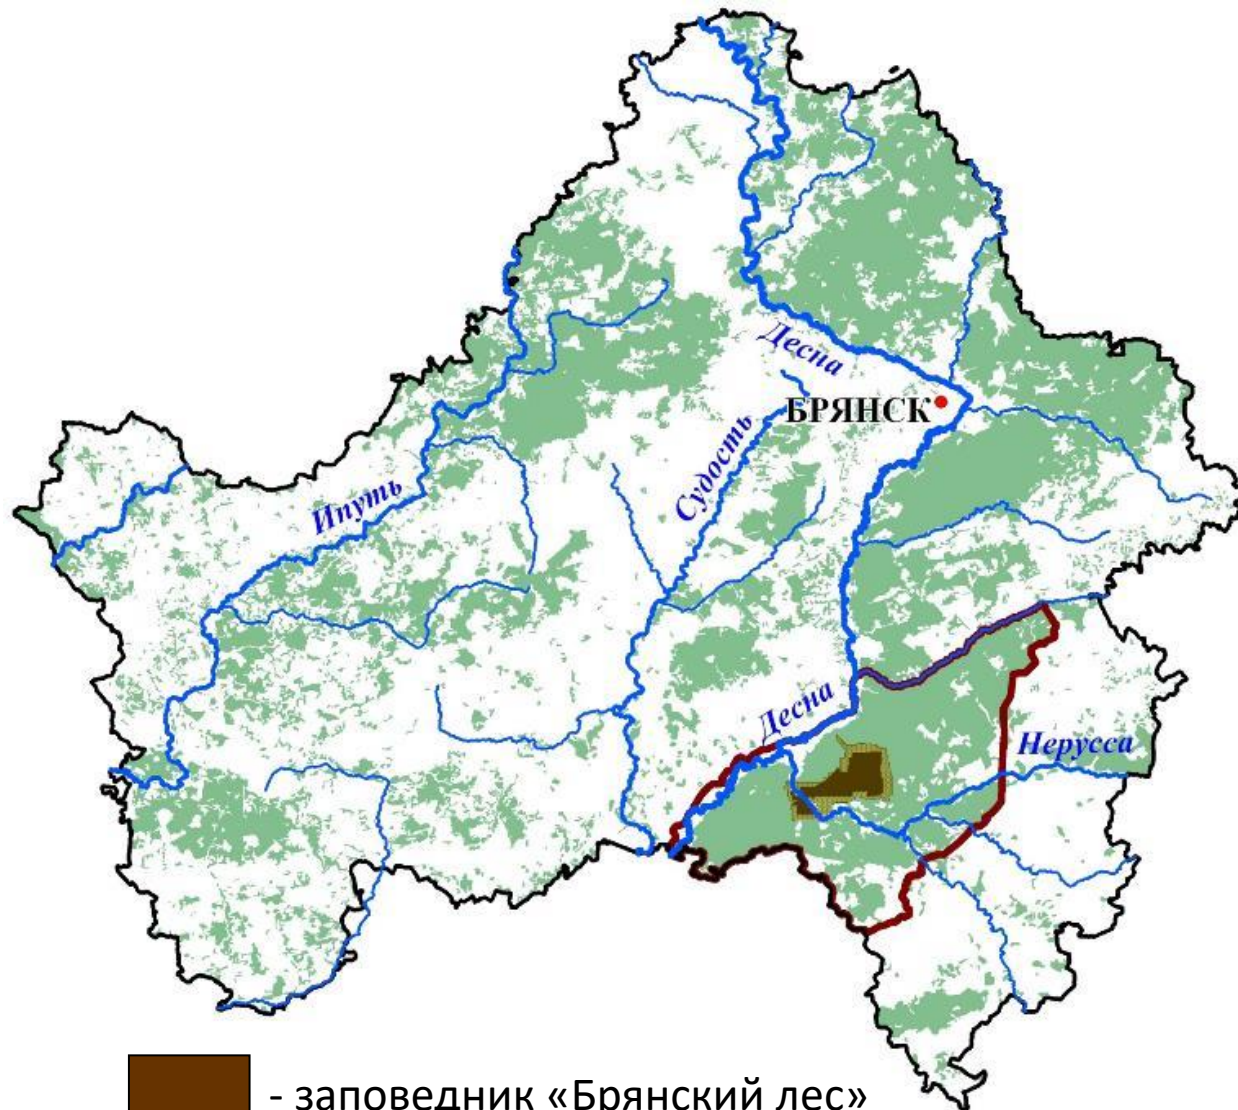 Десна
БРЯНСК
Судость
Ипуть
Десна
Нерусса
- заповедник «Брянский лес»